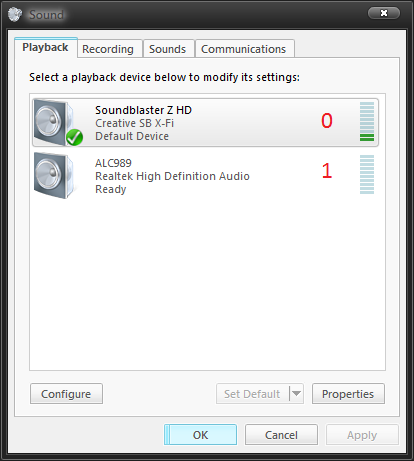 Sound
Playback Recording Sounds Communications
Select a playback device below to modify its settings:
Soundblaster Z HD
Creative SB X-Fi
Default Device
0
ALC989
Realtek High Definition Audio
Ready
1
Configure Set Default Properties
OK Cancel Apply